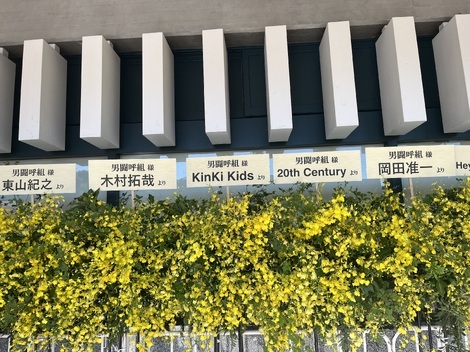 男闘呼組 様
東山紀之 より
男闘呼組 様
木村拓哉 より
男闘呼組 様
KinKi Kids より
男闘呼組 様
20th Century より
男闘呼組 様
岡田准一 より
Hey